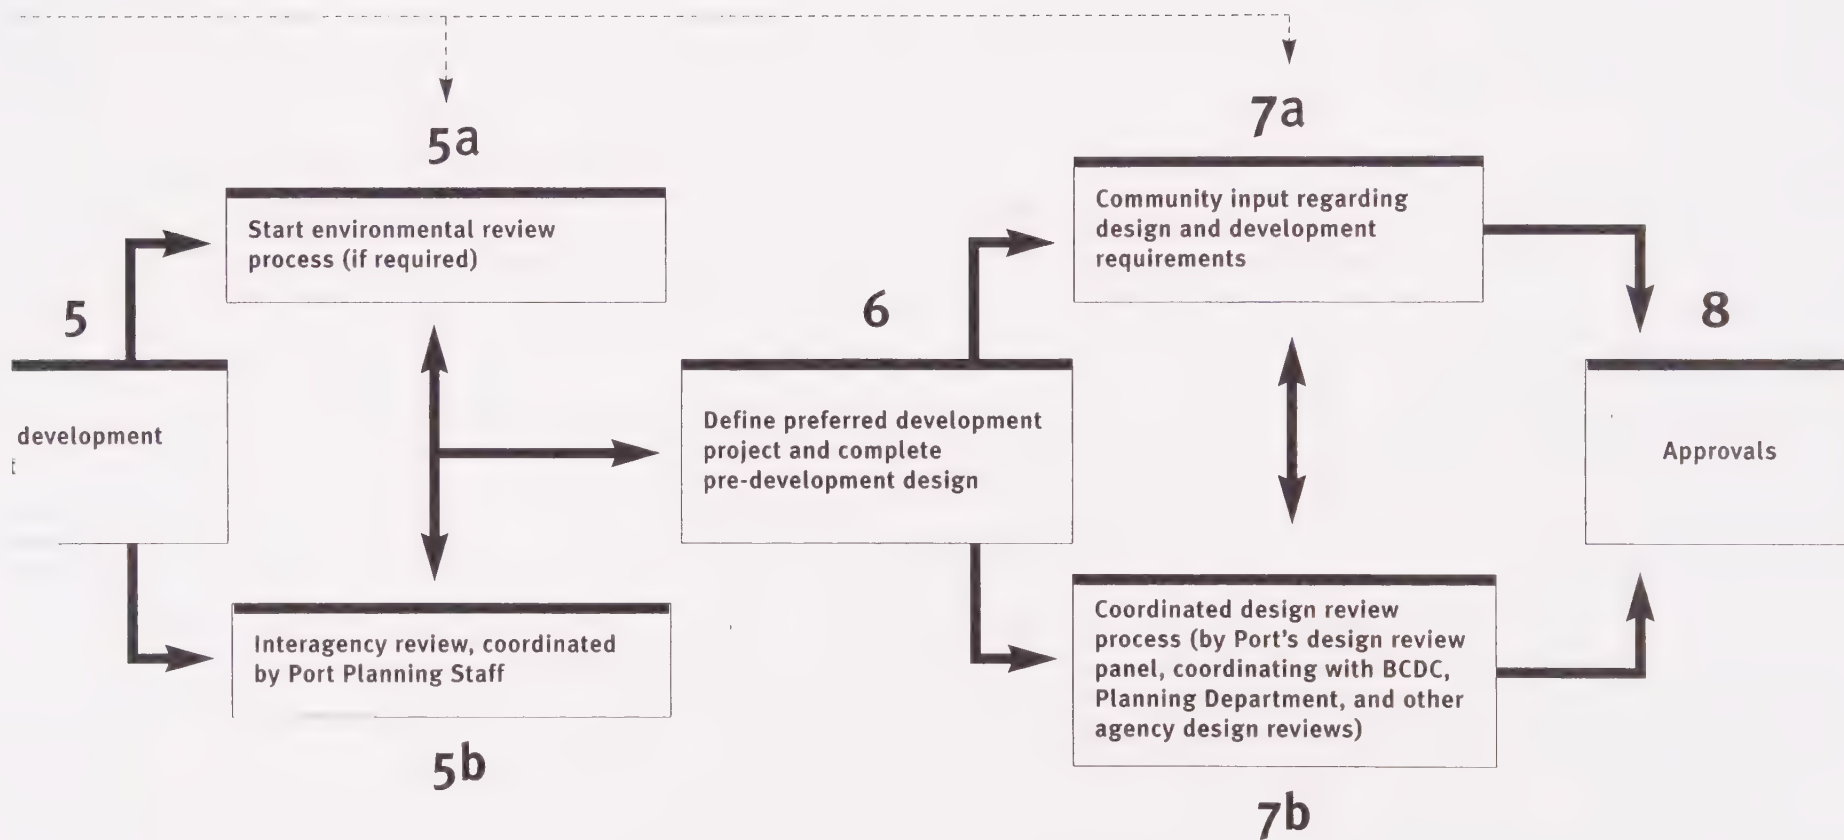 5a
Start environmental review
process (if required)
5
development
5b
Interagency review, coordinated
by Port Planning Staff
6
Define preferred development
project and complete
pre-development design
7a
Community input regarding
design and development
requirements
7b
Coordinated design review
process (by Port's design review
panel, coordinating with BCDC,
Planning Department, and other
agency design reviews)
8
Approvals